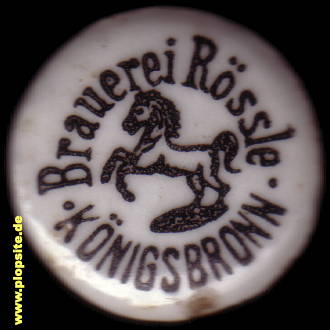 · Brauerei Rössle ·
KÖNIGSBRONN
www.plopsite.de